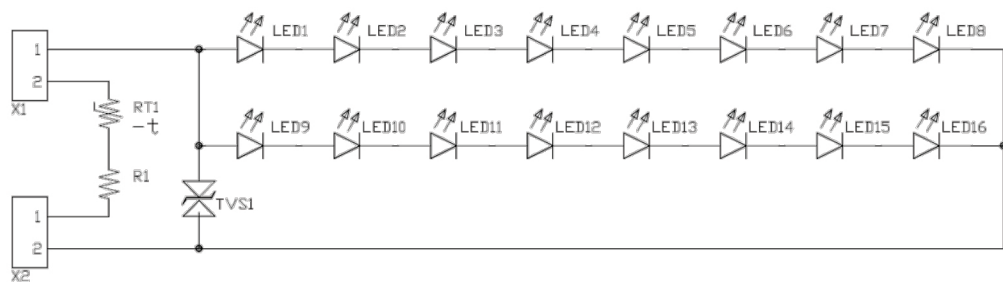 LED1 LED2 LED3 LED4 LED5 LED6 LED7 LED8
1
2
X1
RT1
-t
LED9 LED10 LED11 LED12 LED13 LED14 LED15 LED16
R1
TVS1
1
2
X2